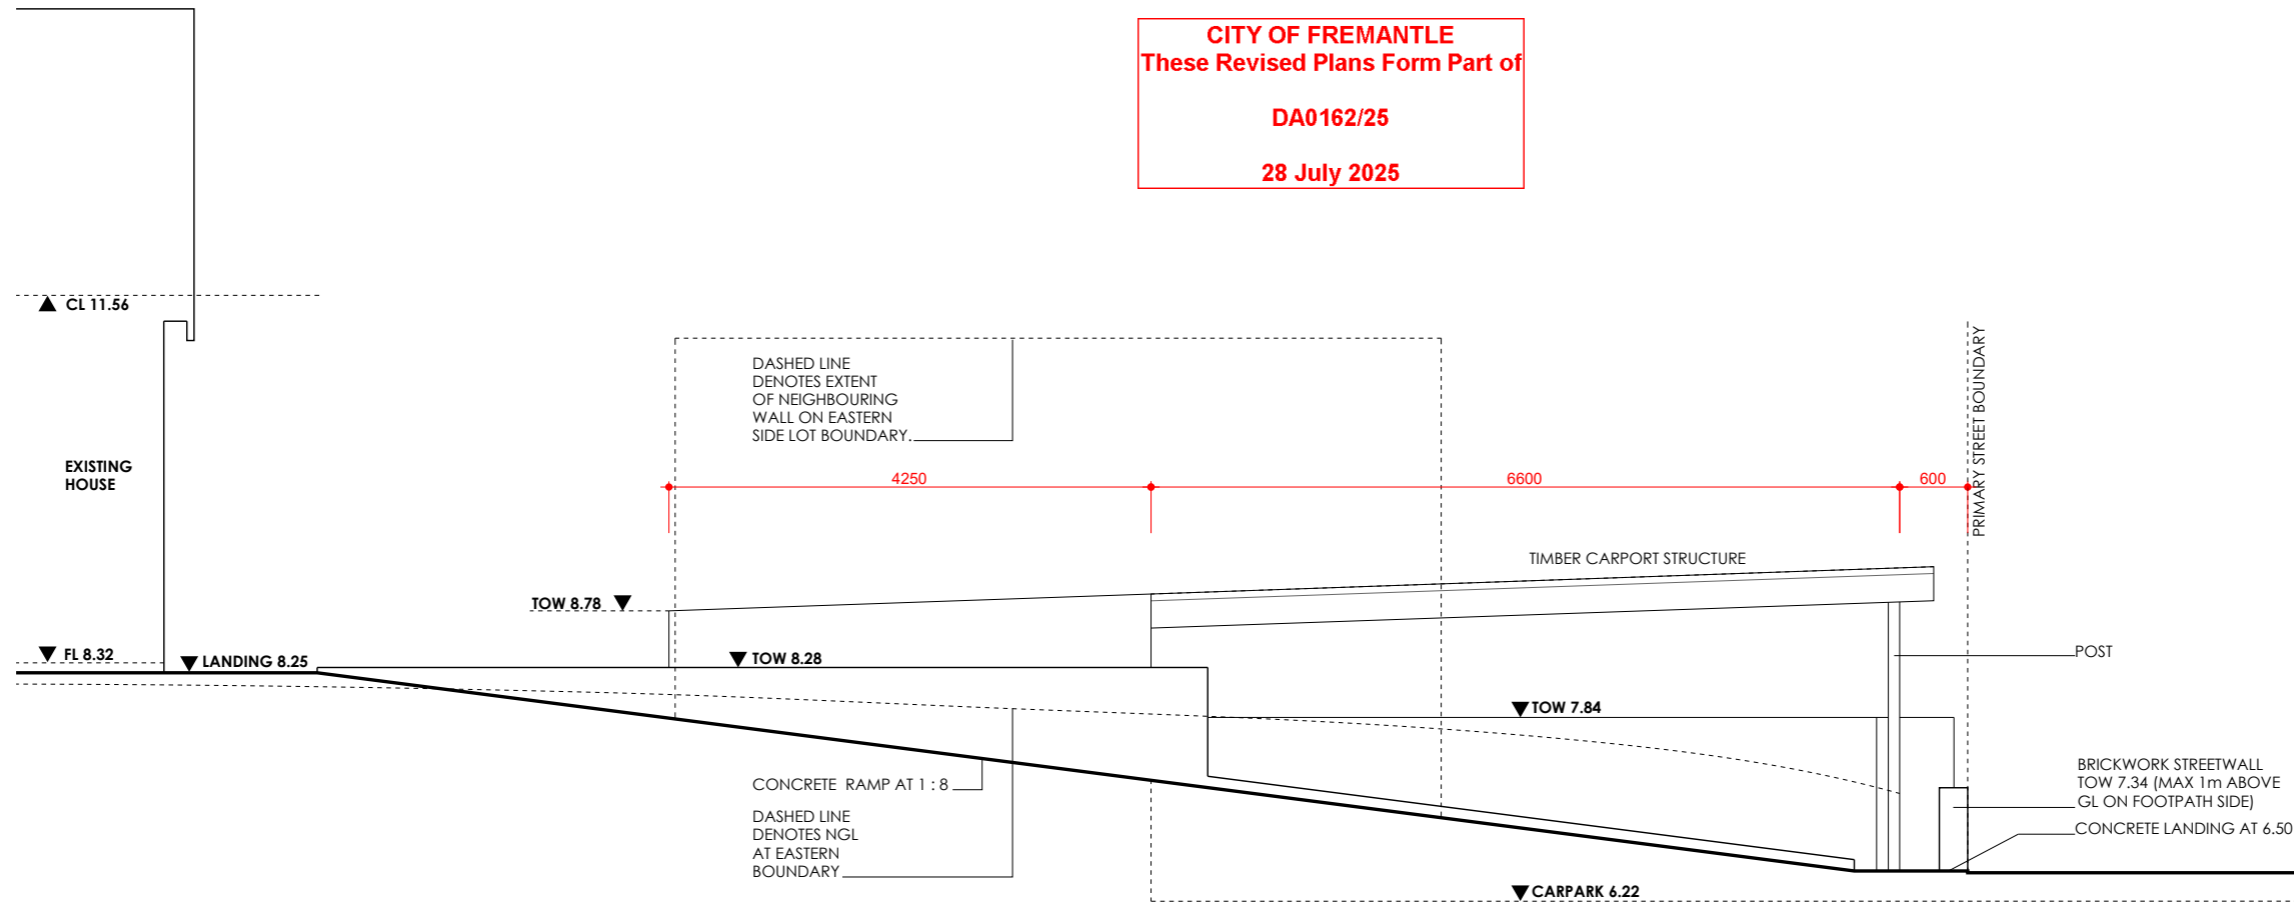 CITY OF FREMANTLE
These Revised Plans Form Part of
DA0162/25
28 July 2025
CL 11.56
DASHED LINE
DENOTES EXTENT
OF NEIGHBOURING
WALL ON EASTERN
SIDE LOT BOUNDARY.
PRIMARY STREET BOUNDARY
EXISTING
HOUSE
4250
6600
600
TIMBER CARPORT STRUCTURE
TOW 8.78
FL 8.32
LANDING 8.25
TOW 8.28
POST
TOW 7.84
CONCRETE RAMP AT 1 : 8
DASHED LINE
DENOTES NGL
AT EASTERN
BOUNDARY
BRICKWORK STREETWALL
TOW 7.34 (MAX 1m ABOVE
GL ON FOOTPATH SIDE)
CONCRETE LANDING AT 6.50
CARPARK 6.22